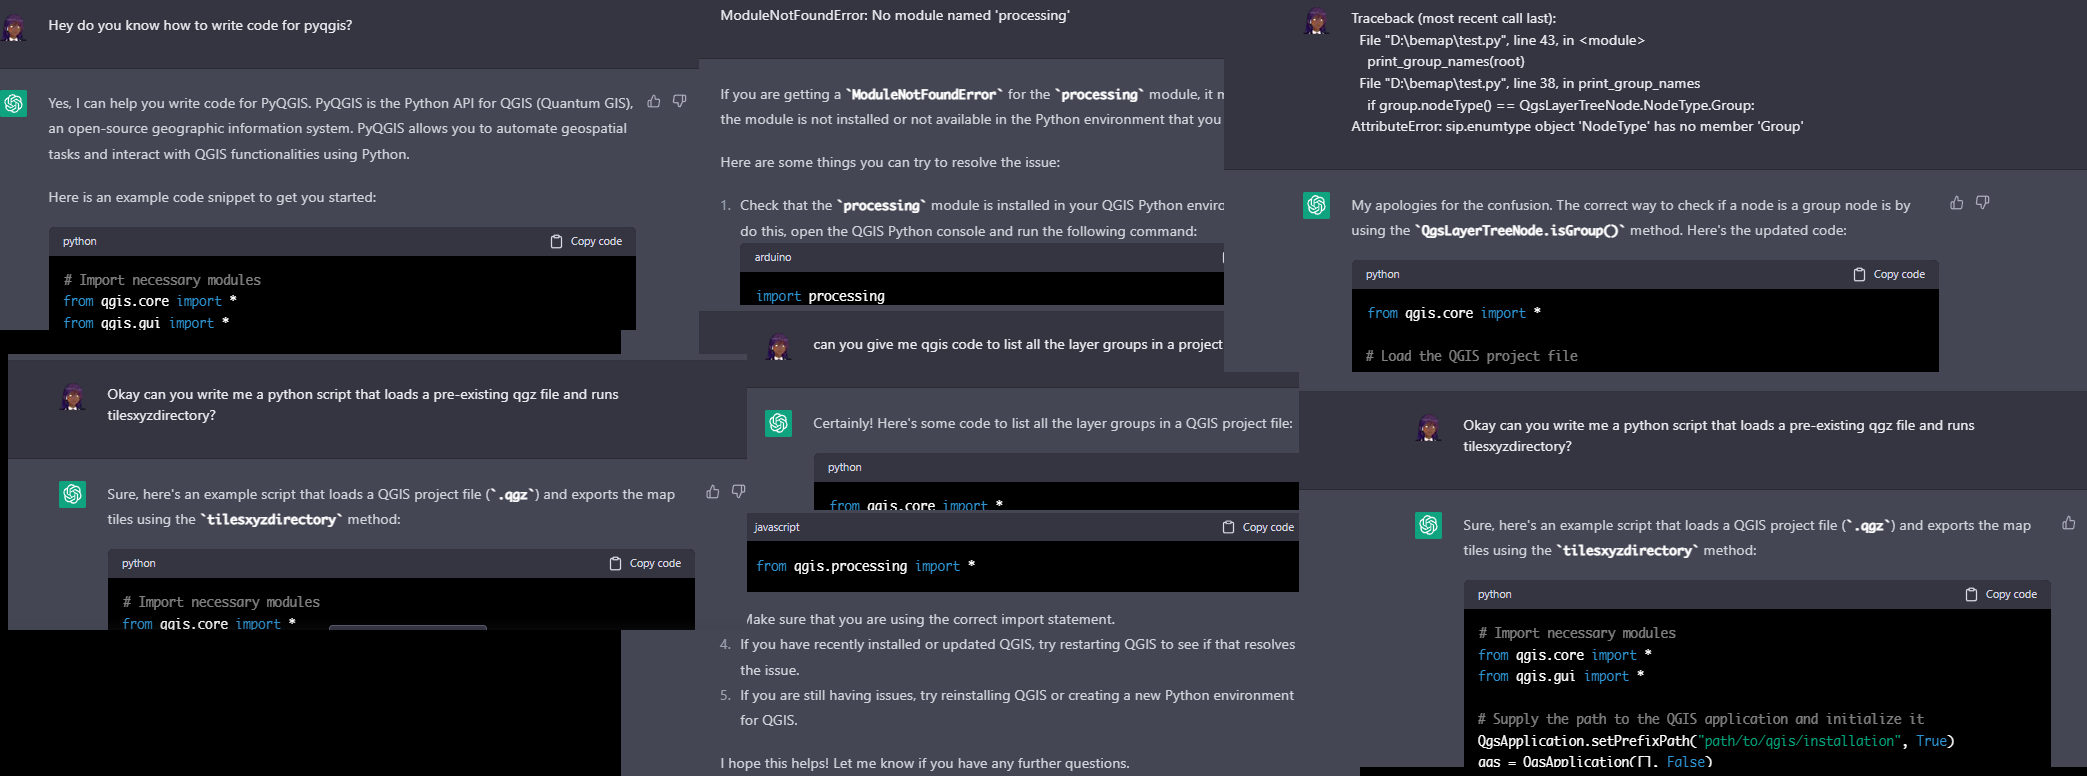 Hey do you know how to write code for pyqgis?
Yes, I can help you write code for PyQGIS. PyQGIS is the Python API for QGIS (Quantum GIS),
an open-source geographic information system. PyQGIS allows you to automate geospatial
tasks and interact with QGIS functionalities using Python.
Here is an example code snippet to get you started:
python
Copy code
# Import necessary modules
from qgis.core import *
from qgis.gui import *
Okay can you write me a python script that loads a pre-existing qgz file and runs
tilesxyzdirectory?
Sure, here's an example script that loads a QGIS project file (`.qgz`) and exports the map
tiles using the `tilesxyzdirectory` method:
python
Copy code
# Import necessary modules
from qgis.core import *
ModuleNotFoundError: No module named 'processing'
If you are getting a `ModuleNotFoundError` for the `processing` module, it
the module is not installed or not available in the Python environment that you
Here are some things you can try to resolve the issue:
1. Check that the `processing` module is installed in your QGIS Python enviro
do this, open the QGIS Python console and run the following command:
arduino
import processing
can you give me qgis code to list all the layer groups in a project
Certainly! Here's some code to list all the layer groups in a QGIS project file:
python
from qgis.core import *
javascript
Copy code
from qgis.processing import *
Make sure that you are using the correct import statement.
4. If you have recently installed or updated QGIS, try restarting QGIS to see if that resolves
the issue.
5. If you are still having issues, try reinstalling QGIS or creating a new Python environment
for QGIS.
I hope this helps! Let me know if you have any further questions.
Traceback (most recent call last):
File "D:\bemap\test.py", line 43, in <module>
print_group_names(root)
File "D:\bemap\test.py", line 38, in print_group_names
if group.nodeType() == QgsLayerTreeNode.NodeType.Group:
AttributeError: sip.enumtype object 'NodeType' has no member 'Group'
My apologies for the confusion. The correct way to check if a node is a group node is by
using the `QgsLayerTreeNode.isGroup()` method. Here's the updated code:
python
Copy code
from qgis.core import *
# Load the QGIS project file
Okay can you write me a python script that loads a pre-existing qgz file and runs
tilesxyzdirectory?
Sure, here's an example script that loads a QGIS project file (`.qgz`) and exports the map
tiles using the `tilesxyzdirectory` method:
python
Copy code
# Import necessary modules
from qgis.core import *
from qgis.gui import *
# Supply the path to the QGIS application and initialize it
QgsApplication.setPrefixPath("path/to/qgis/installation", True)
qgs = QgsApplication([], False)